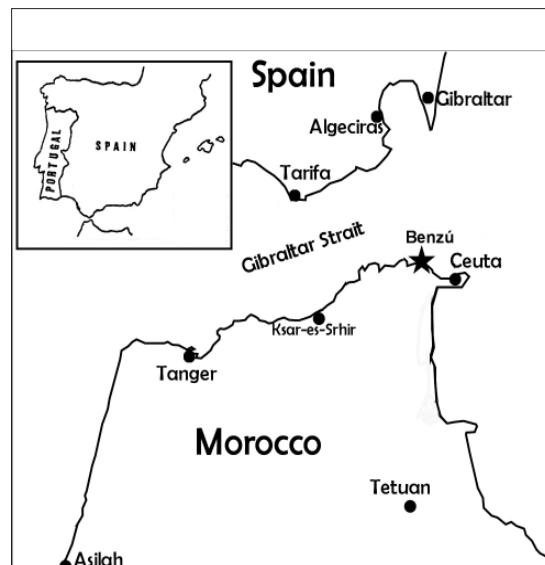 Spain
Gibraltar
Algeciras
PORTUGAL
SPAIN
Tarifa
Gibraltar Strait
Benzú
Ceuta
Ksar-es-Srhir
Tanger
Morocco
Tetuan
Asilah